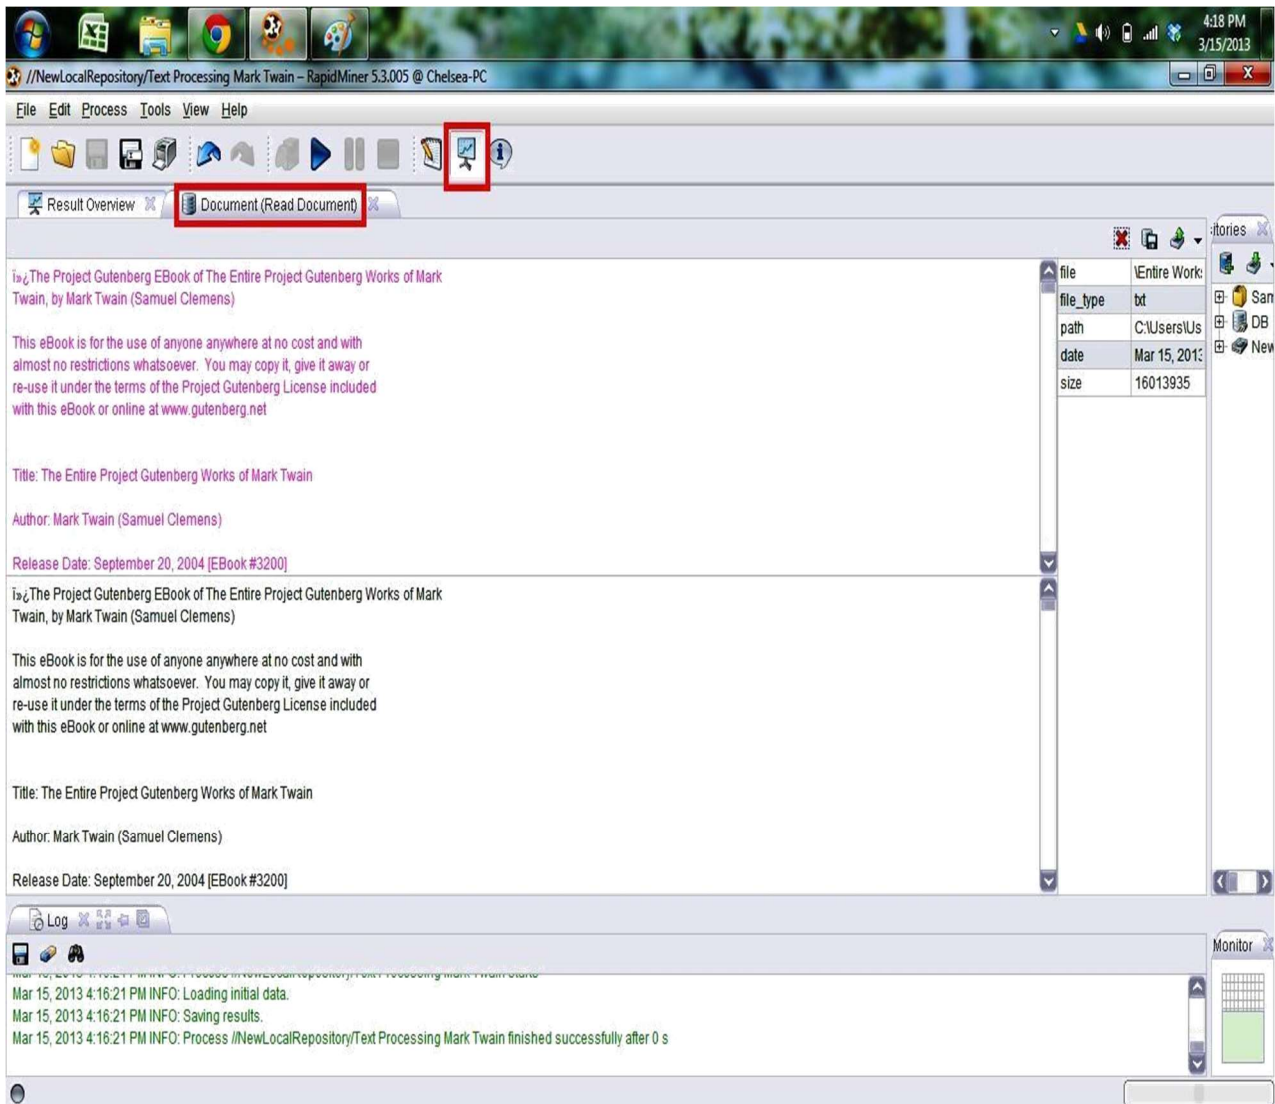 4:18 PM
3/15/2013
//NewLocalRepository/Text Processing Mark Twain – RapidMiner 5.3.005 @ Chelsea-PC
File Edit Process Tools View Help
Result Overview Document (Read Document)
itories
ï»¿The Project Gutenberg EBook of The Entire Project Gutenberg Works of Mark
Twain, by Mark Twain (Samuel Clemens)
This eBook is for the use of anyone anywhere at no cost and with
almost no restrictions whatsoever. You may copy it, give it away or
re-use it under the terms of the Project Gutenberg License included
with this eBook or online at www.gutenberg.net
Title: The Entire Project Gutenberg Works of Mark Twain
Author: Mark Twain (Samuel Clemens)
Release Date: September 20, 2004 [EBook #3200]
file \Entire Work:
file_type txt
path C:\Users\Us
date Mar 15, 201
size 16013935
Sam
DB
New
ï»¿The Project Gutenberg EBook of The Entire Project Gutenberg Works of Mark
Twain, by Mark Twain (Samuel Clemens)
This eBook is for the use of anyone anywhere at no cost and with
almost no restrictions whatsoever. You may copy it, give it away or
re-use it under the terms of the Project Gutenberg License included
with this eBook or online at www.gutenberg.net
Title: The Entire Project Gutenberg Works of Mark Twain
Author: Mark Twain (Samuel Clemens)
Release Date: September 20, 2004 [EBook #3200]
Log
Monitor
Mar 15, 2013 4:16:21 PM INFO: Loading initial data.
Mar 15, 2013 4:16:21 PM INFO: Saving results.
Mar 15, 2013 4:16:21 PM INFO: Process //NewLocalRepository/Text Processing Mark Twain finished successfully after 0 s